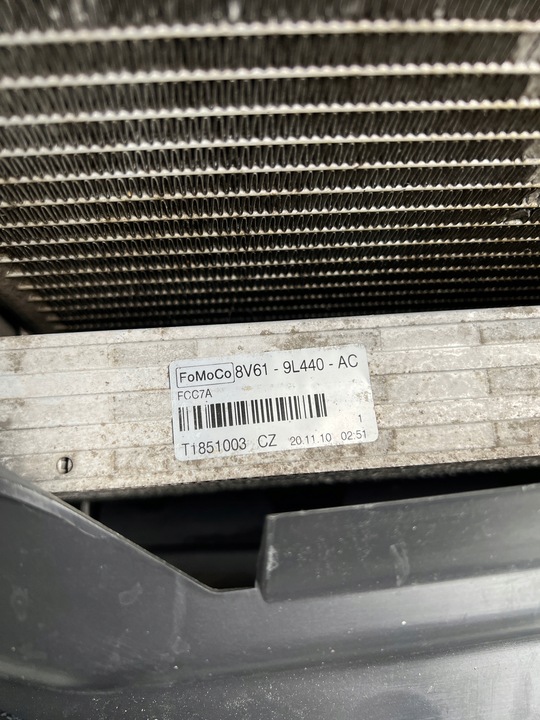 FoMoCo 8V61 - 9L440 - AC
FCC7A
1
T1851003 CZ 20.11.10 02:51